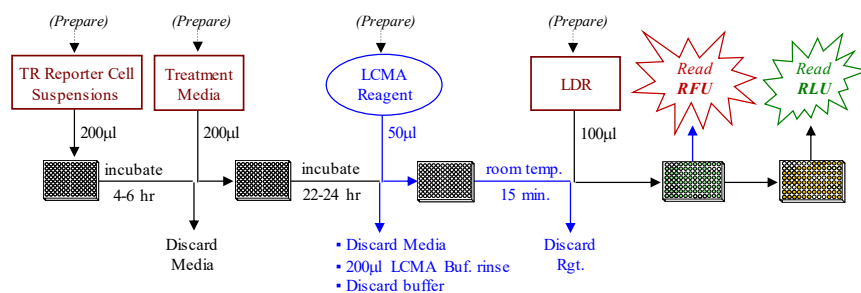 (Prepare) (Prepare) (Prepare) (Prepare)
TR Reporter Cell
Suspensions
Treatment
Media
LCMA
Reagent
LDR
Read
RFU
Read
RLU
200µl
200µl
50µl
100µl
incubate
4-6 hr
incubate
22-24 hr
room temp.
15 min.
Discard
Media
▪ Discard Media
▪ 200µl LCMA Buf. rinse
▪ Discard buffer
Discard
Rgt.